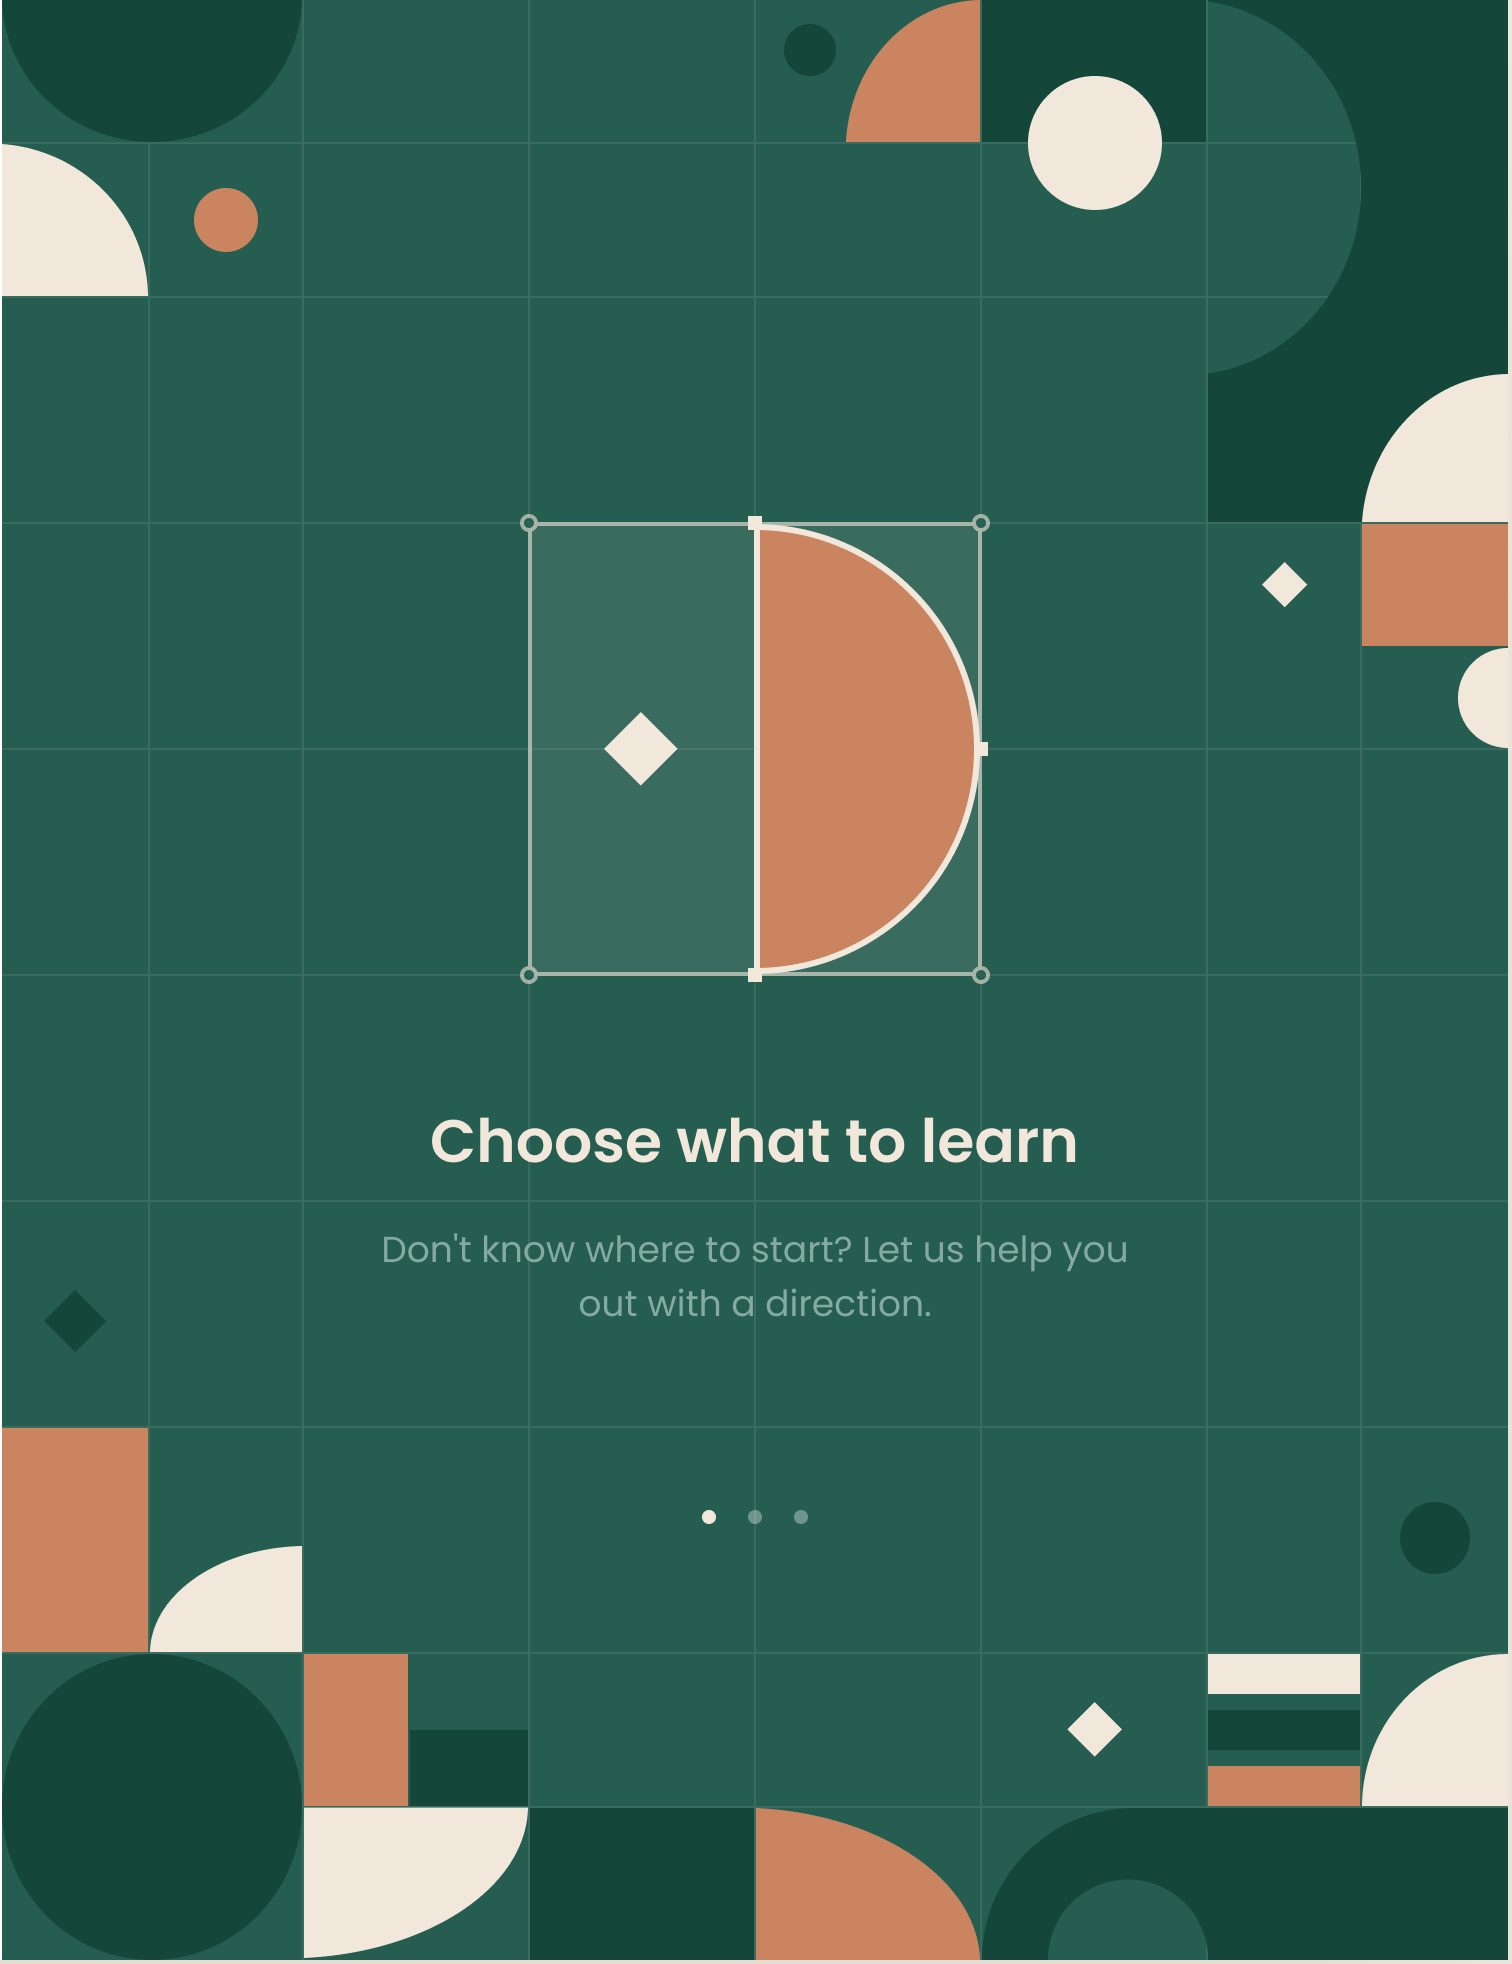 Choose what to learn
Don't know where to start? Let us help you
out with a direction.